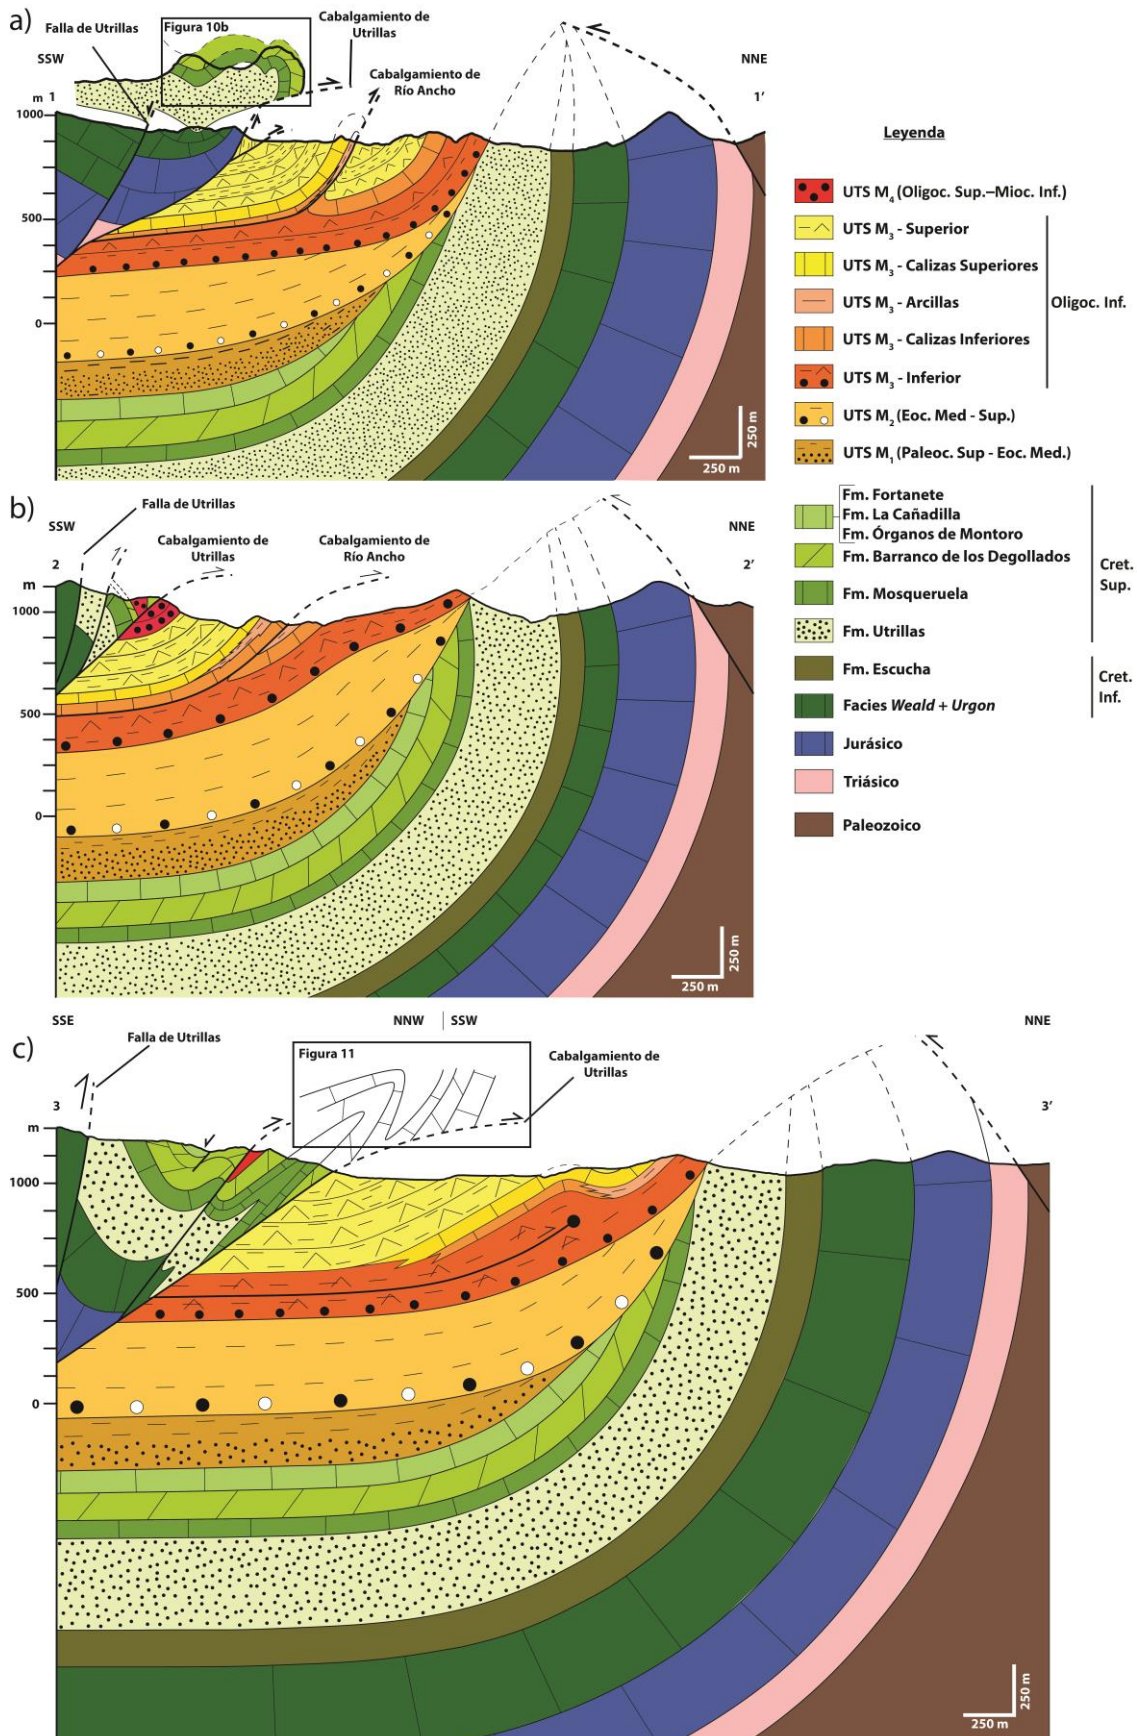 a)
Falla de Utrillas
Figura 10b
Cabalgamiento de
Utrillas
SSW
NNE
Cabalgamiento de
Río Ancho
m 1
1'
1000
500
0
250 m
250 m
Leyenda
UTS M4 (Oligoc. Sup.–Mioc. Inf.)
UTS M3 - Superior
UTS M3 - Calizas Superiores
UTS M3 - Arcillas
Oligoc. Inf.
UTS M3 - Calizas Inferiores
UTS M3 - Inferior
UTS M2 (Eoc. Med - Sup.)
UTS M1 (Paleoc. Sup - Eoc. Med.)
Fm. Fortanete
Fm. La Cañadilla
Fm. Órganos de Montoro
Fm. Barranco de los Degollados
Cret.
Sup.
Fm. Mosqueruela
Fm. Utrillas
Fm. Escucha
Cret.
Inf.
Facies Weald + Urgon
Jurásico
Triásico
Paleozoico
b)
Falla de Utrillas
SSW
NNE
Cabalgamiento de
Utrillas
Cabalgamiento de
Río Ancho
2
2'
m
1000
500
0
250 m
250 m
c)
SSE
NNW | SSW
NNE
Falla de Utrillas
Figura 11
Cabalgamiento de
Utrillas
3
3'
m
1000
500
0
250 m
250 m